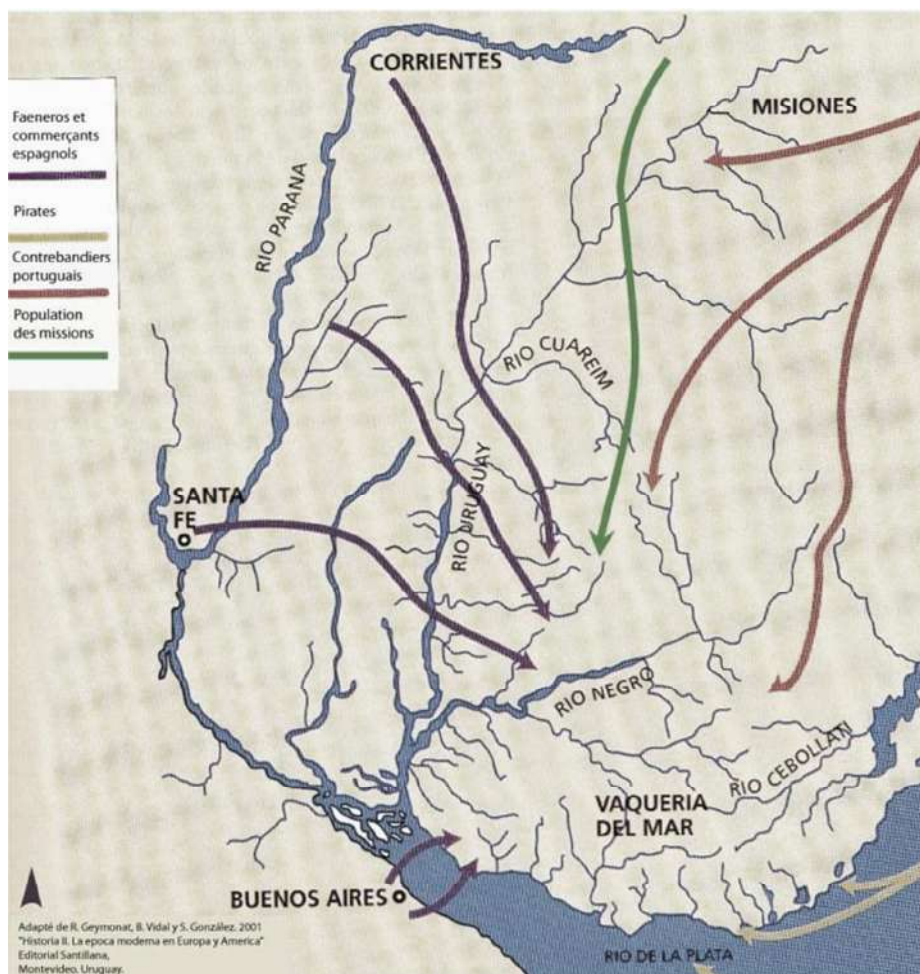 Faeneros et
commerçants
espagnols
Pirates
Contrebandiers
portuguais
Population
des missions
CORRIENTES
MISIONES
RIO PARANA
RIO CUAREIM
RIO URUGUAY
SANTA
FE
RIO NEGRO
RIO CEBOLLAN
VAQUERIA
DEL MAR
BUENOS AIRES
RIO DE LA PLATA
Adapté de R. Geymonat, B. Vidal y S. González. 2001
"Historia II. La epoca moderna en Europa y America"
Editorial Santillana,
Montevideo. Uruguay.